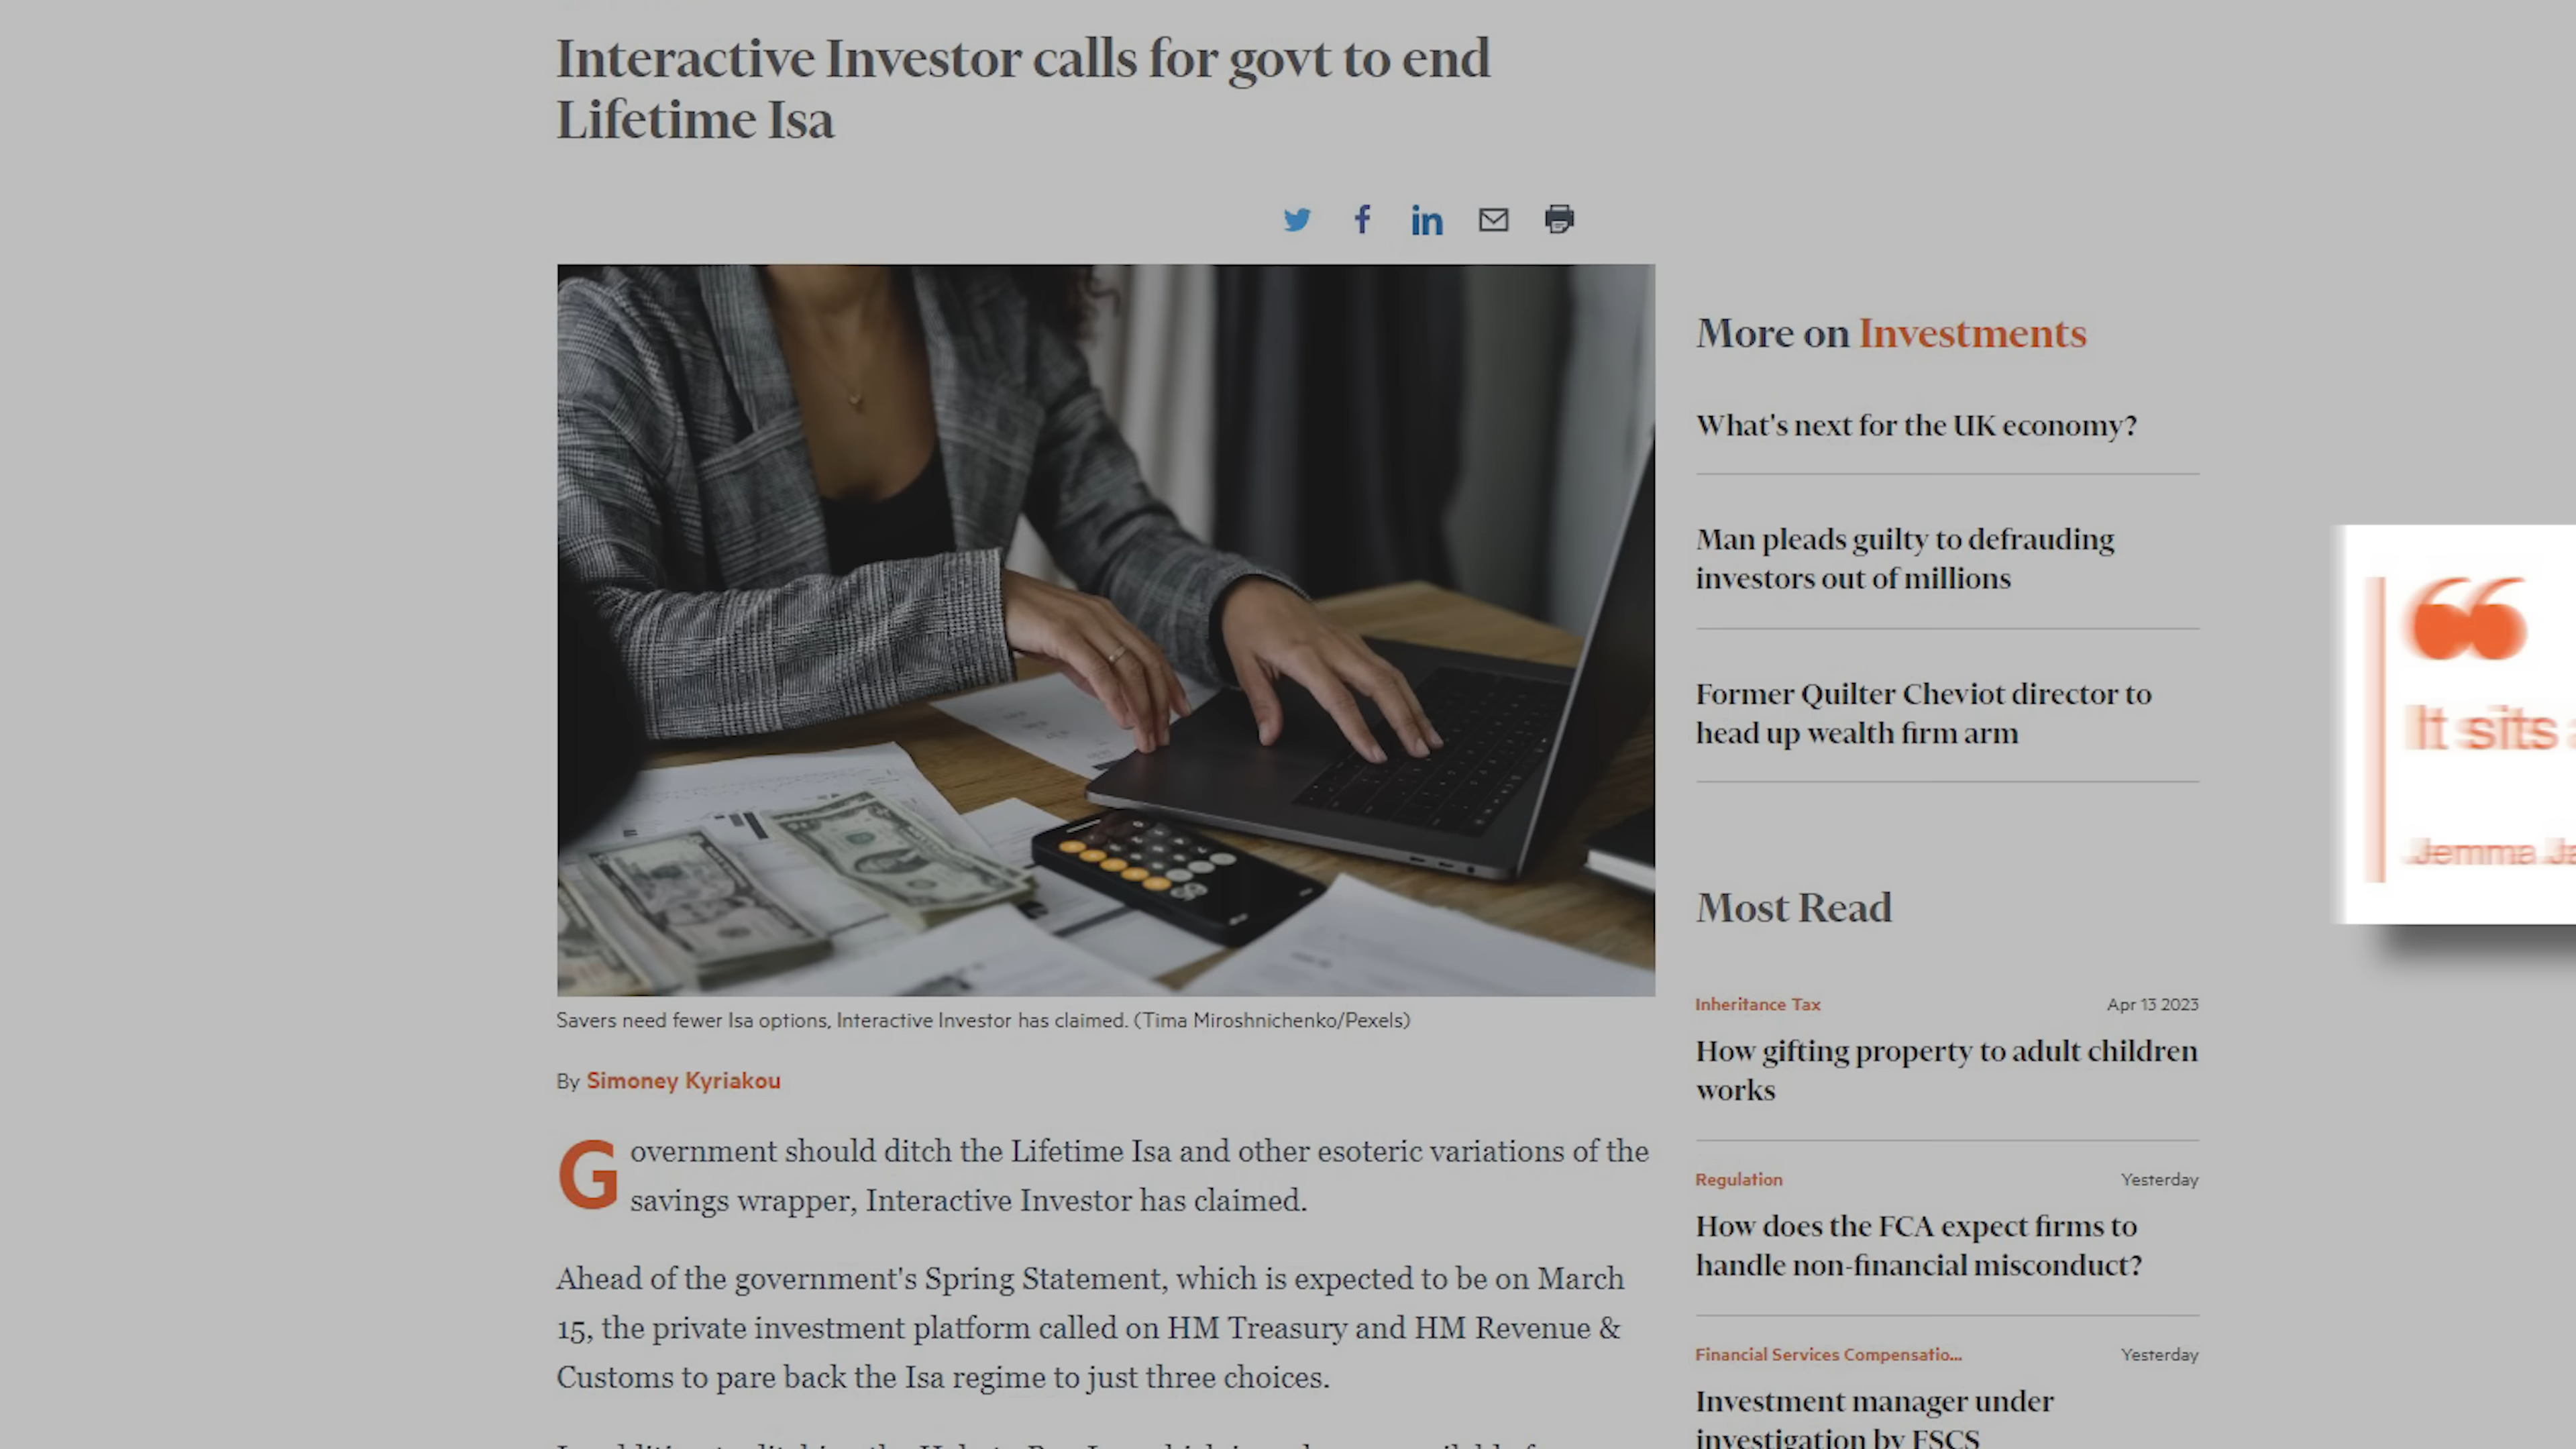 Interactive Investor calls for govt to end
Lifetime Isa
Savers need fewer Isa options, Interactive Investor has claimed. (Tima Miroshnichenko/Pexels)
By Simoney Kyriakou
Government should ditch the Lifetime Isa and other esoteric variations of the
savings wrapper, Interactive Investor has claimed.
Ahead of the government's Spring Statement, which is expected to be on March
15, the private investment platform called on HM Treasury and HM Revenue &
Customs to pare back the Isa regime to just three choices.
More on Investments
What's next for the UK economy?
Man pleads guilty to defrauding
investors out of millions
Former Quilter Cheviot director to
head up wealth firm arm
Most Read
Inheritance Tax Apr 13 2023
How gifting property to adult children
works
Regulation Yesterday
How does the FCA expect firms to
handle non-financial misconduct?
Financial Services Compensatio... Yesterday
Investment manager under
investigation by FSCS
“
It sits
Jemma